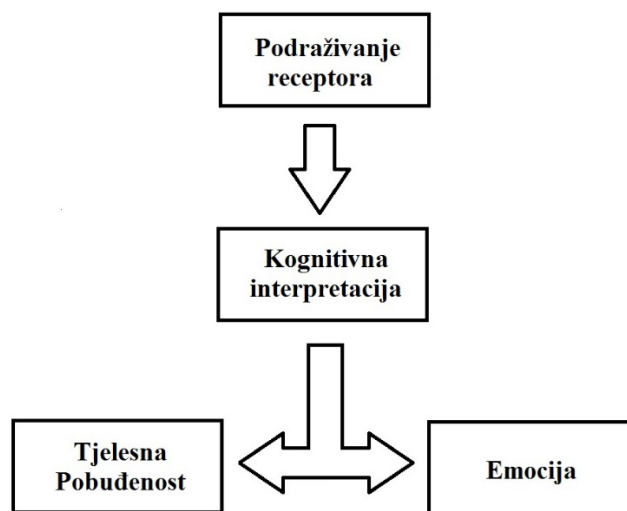 Podraživanje
receptora
Kognitivna
interpretacija
Tjelesna
Pobuđenost
Emocija